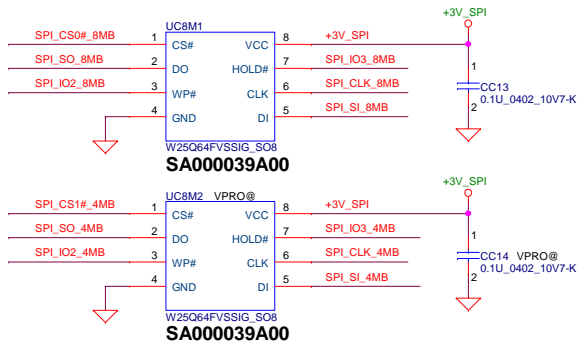 UC8M1
+3V_SPI
SPI_CS0#_8MB 1 CS# VCC 8 +3V_SPI
SPI_SO_8MB 2 DO HOLD# 7 SPI_IO3_8MB
SPI_IO2_8MB 3 WP# CLK 6 SPI_CLK_8MB
4 GND DI 5 SPI_SI_8MB
1
CC13
0.1U_0402_10V7-K
2
W25Q64FVSSIG_SO8
SA000039A00
UC8M2 VPRO@
+3V_SPI
SPI_CS1#_4MB 1 CS# VCC 8 +3V_SPI
SPI_SO_4MB 2 DO HOLD# 7 SPI_IO3_4MB
SPI_IO2_4MB 3 WP# CLK 6 SPI_CLK_4MB
4 GND DI 5 SPI_SI_4MB
1
CC14 VPRO@
0.1U_0402_10V7-K
2
W25Q64FVSSIG_SO8
SA000039A00